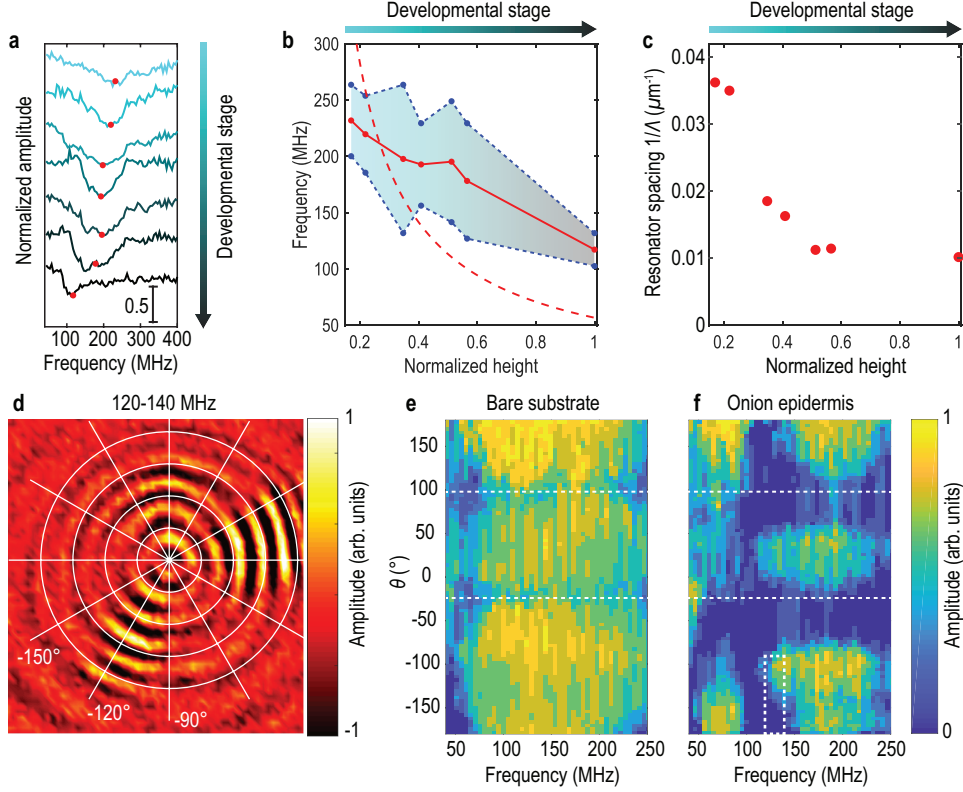 Developmental stage
Developmental stage
a
b
c
Normalized amplitude
0.5
100 200 300 400
Frequency (MHz)
Developmental stage
Frequency (MHz)
300
250
200
150
100
50
0.2 0.4 0.6 0.8 1
Normalized height
Resonator spacing 1/Λ (μm⁻¹)
0.04
0.03
0.02
0.01
0
0.2 0.4 0.6 0.8 1
Normalized height
d
120-140 MHz
-150°
-120°
-90°
1
-1
Amplitude (arb. units)
e
Bare substrate
θ (°)
150
100
50
0
-50
-100
-150
50 100 150 200 250
Frequency (MHz)
f
Onion epidermis
50 100 150 200 250
Frequency (MHz)
1
0
Amplitude (arb. units)